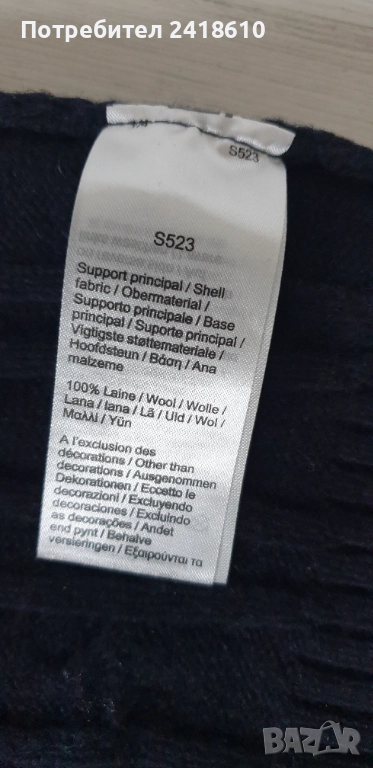 Потребител 2418610
S523
S523
Support principal / Shell
fabric / Obermaterial /
Supporto principale / Base
principal / Suporte principal /
Vigtigste støttemateriale /
Hoofdsteun / Βάση / Ana
malzeme
100% Laine / Wool / Wolle /
Lana / lana / Lã / Uld / Wol /
Μαλλί / Yün
A l'exclusion des
décorations / Other than
decorations / Ausgenommen
Dekorationen / Eccetto le
decorazioni / Excluyendo
decoraciones / Excluindo
as decorações / Andet
end pynt / Behalve
versieringen / Εξαιρούνται τα
BAZAR